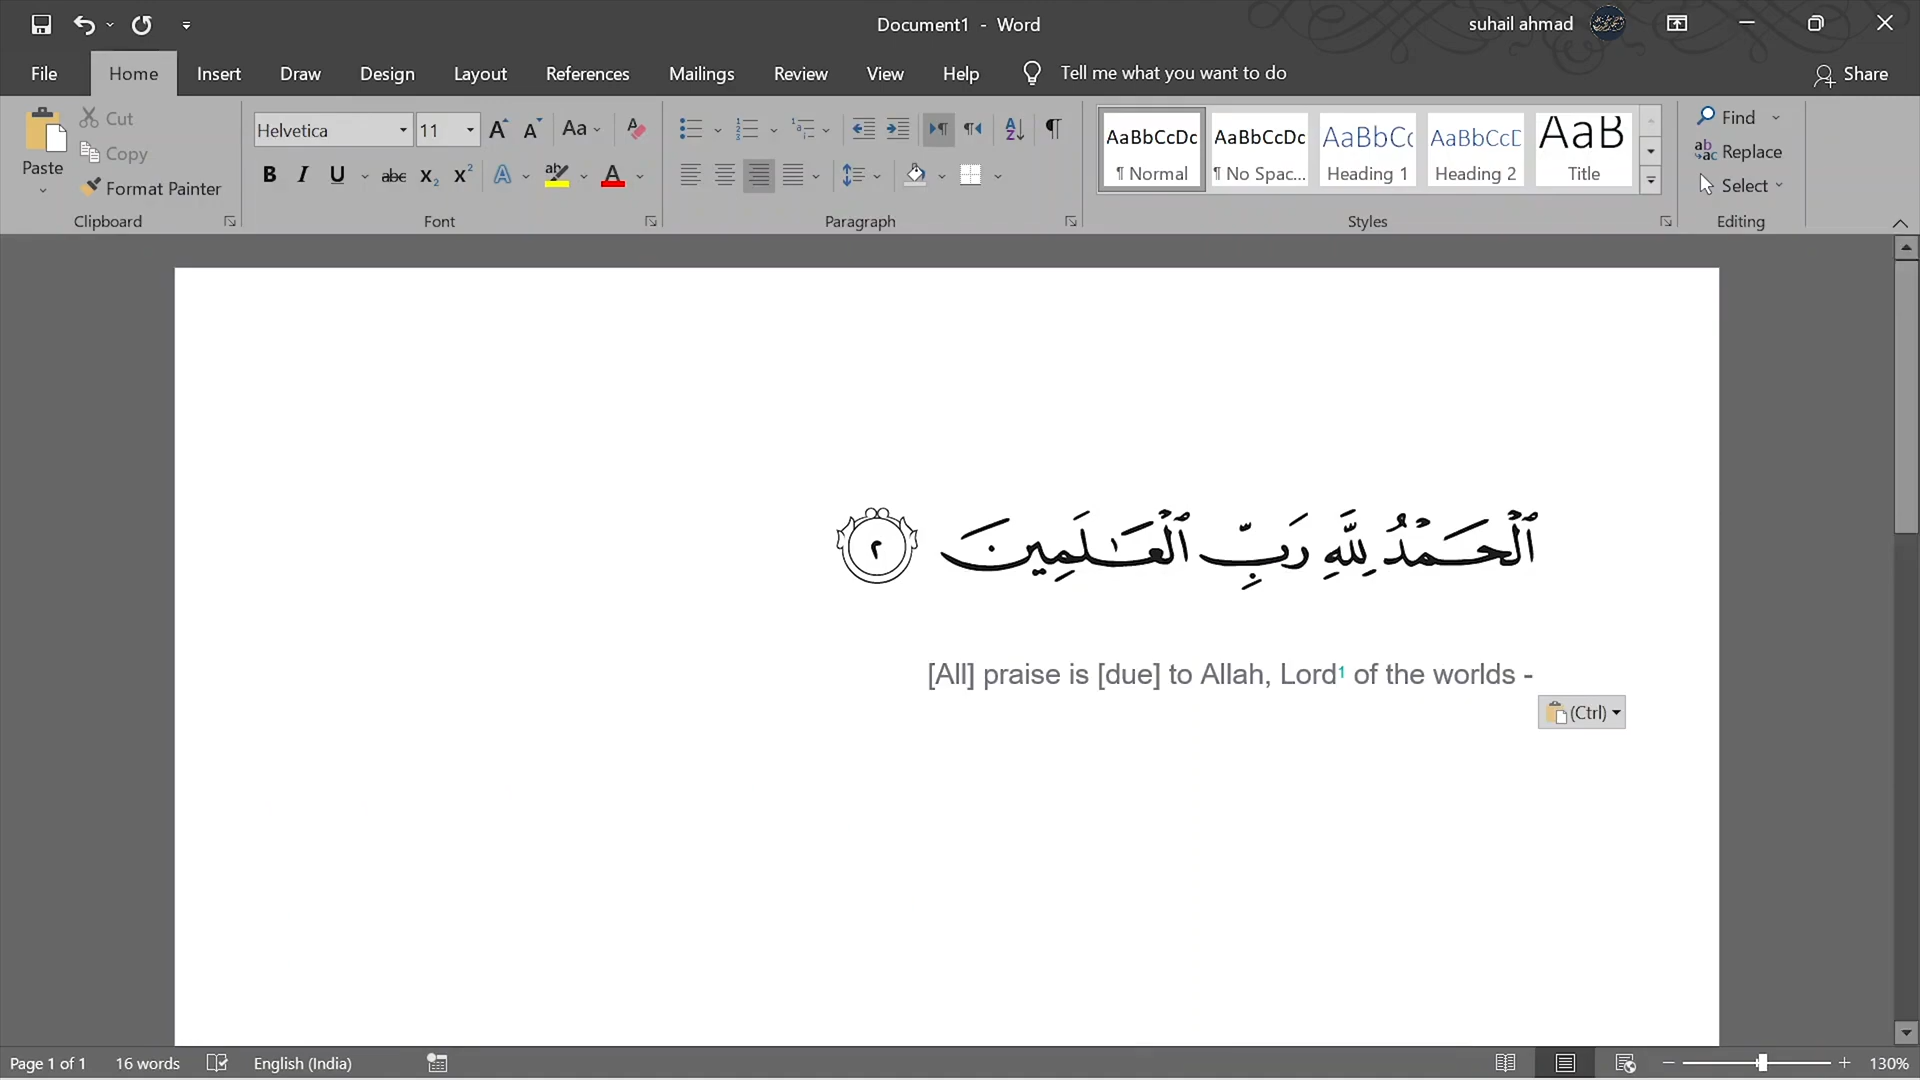 Document1 - Word
suhail ahmad
File Home Insert Draw Design Layout References Mailings Review View Help Tell me what you want to do Share
Paste
Cut
Copy
Format Painter
Clipboard
Helvetica 11
Aa
B I U abc X₂ X² A ab A
Font
Paragraph
AaBbCcDc AaBbCcDc AaBbCc AaBbCcD AaB
¶ Normal ¶ No Spac... Heading 1 Heading 2 Title
Styles
Find
Replace
Select
Editing
ٱلْحَمْدُ لِلَّهِ رَبِّ ٱلْعَـٰلَمِينَ ٢
[All] praise is [due] to Allah, Lord¹ of the worlds -
(Ctrl)
Page 1 of 1 16 words English (India) 130%